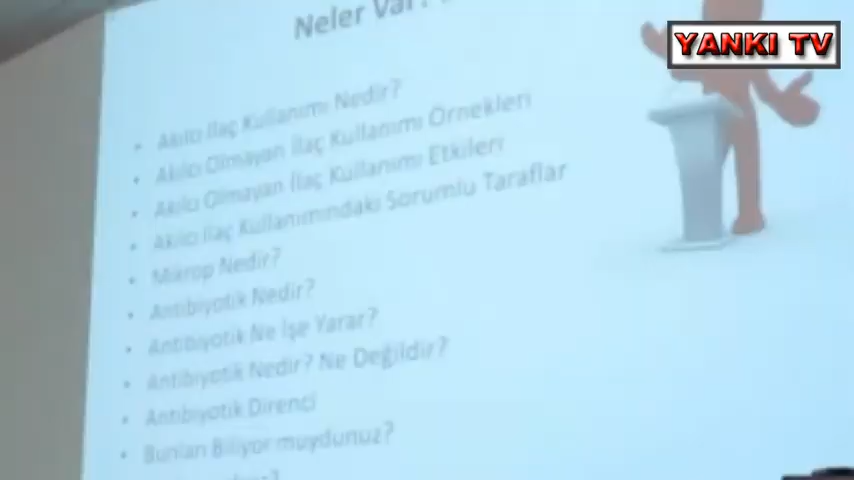 Neler Var?
YANKI TV
Akılcı İlaç Kullanımı Nedir?
Akılcı Olmayan İlaç Kullanımı Örnekleri
Akılcı Olmayan İlaç Kullanımı Etkileri
Akılcı İlaç Kullanımındaki Sorumlu Taraflar
Mikrop Nedir?
Antibiyotik Nedir?
Antibiyotik Ne İşe Yarar?
Antibiyotik Nedir? Ne Değildir?
Antibiyotik Direnci
Bunları Biliyor muydunuz?